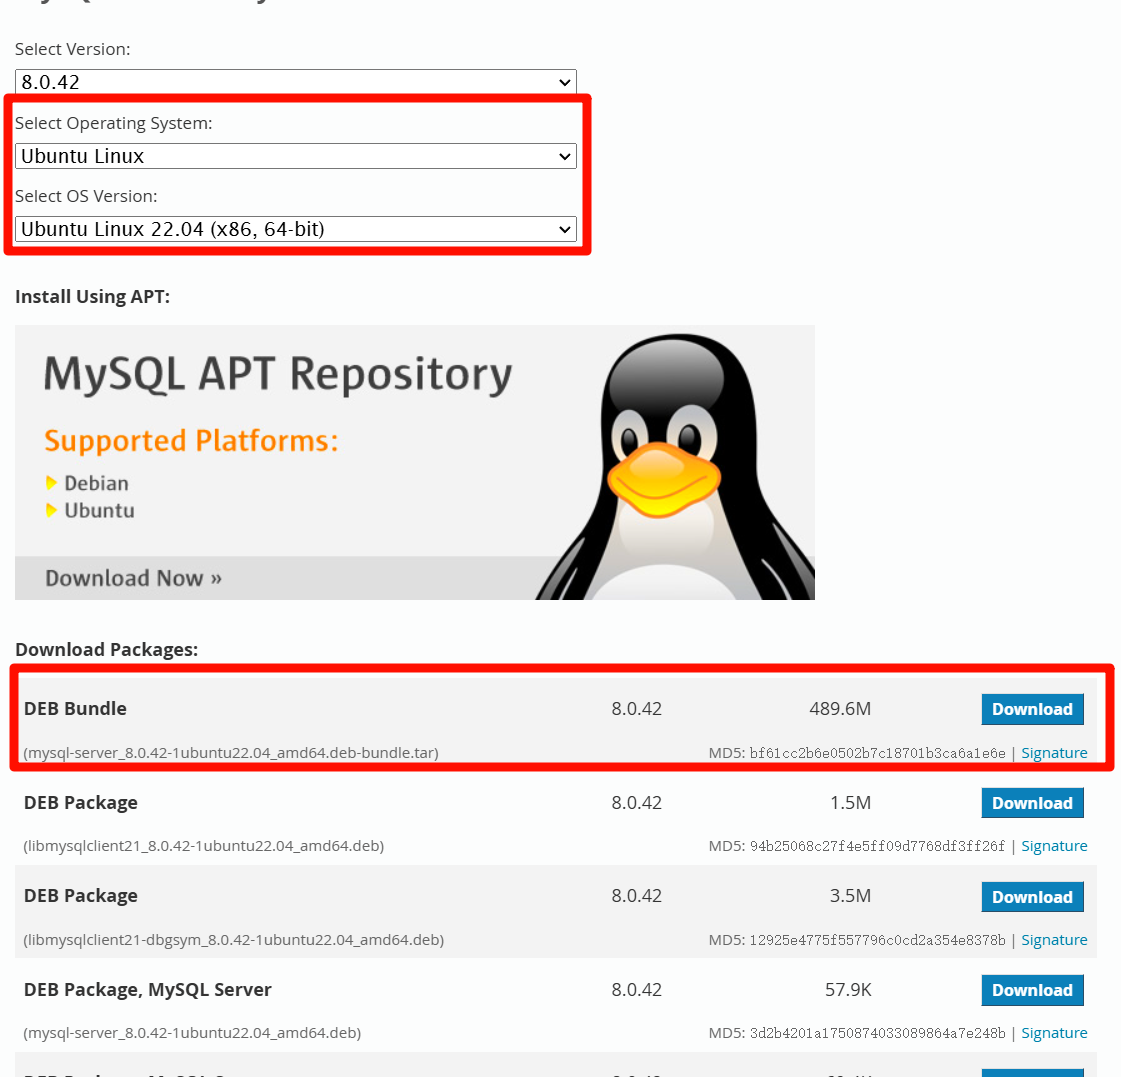 Select Version:
8.0.42
Select Operating System:
Ubuntu Linux
Select OS Version:
Ubuntu Linux 22.04 (x86, 64-bit)
Install Using APT:
MySQL APT Repository
Supported Platforms:
Debian
Ubuntu
Download Now »
Download Packages:
DEB Bundle 8.0.42 489.6M Download
(mysql-server_8.0.42-1ubuntu22.04_amd64.deb-bundle.tar) MD5: bf61cc2b6e0502b7c18701b3ca6a1e6e | Signature
DEB Package 8.0.42 1.5M Download
(libmysqlclient21_8.0.42-1ubuntu22.04_amd64.deb) MD5: 94b25068c27f4e5ff09d7768df3ff26f | Signature
DEB Package 8.0.42 3.5M Download
(libmysqlclient21-dbgsym_8.0.42-1ubuntu22.04_amd64.deb) MD5: 12925e4775f557796c0cd2a354e8378b | Signature
DEB Package, MySQL Server 8.0.42 57.9K Download
(mysql-server_8.0.42-1ubuntu22.04_amd64.deb) MD5: 3d2b4201a1750874033089864a7e248b | Signature